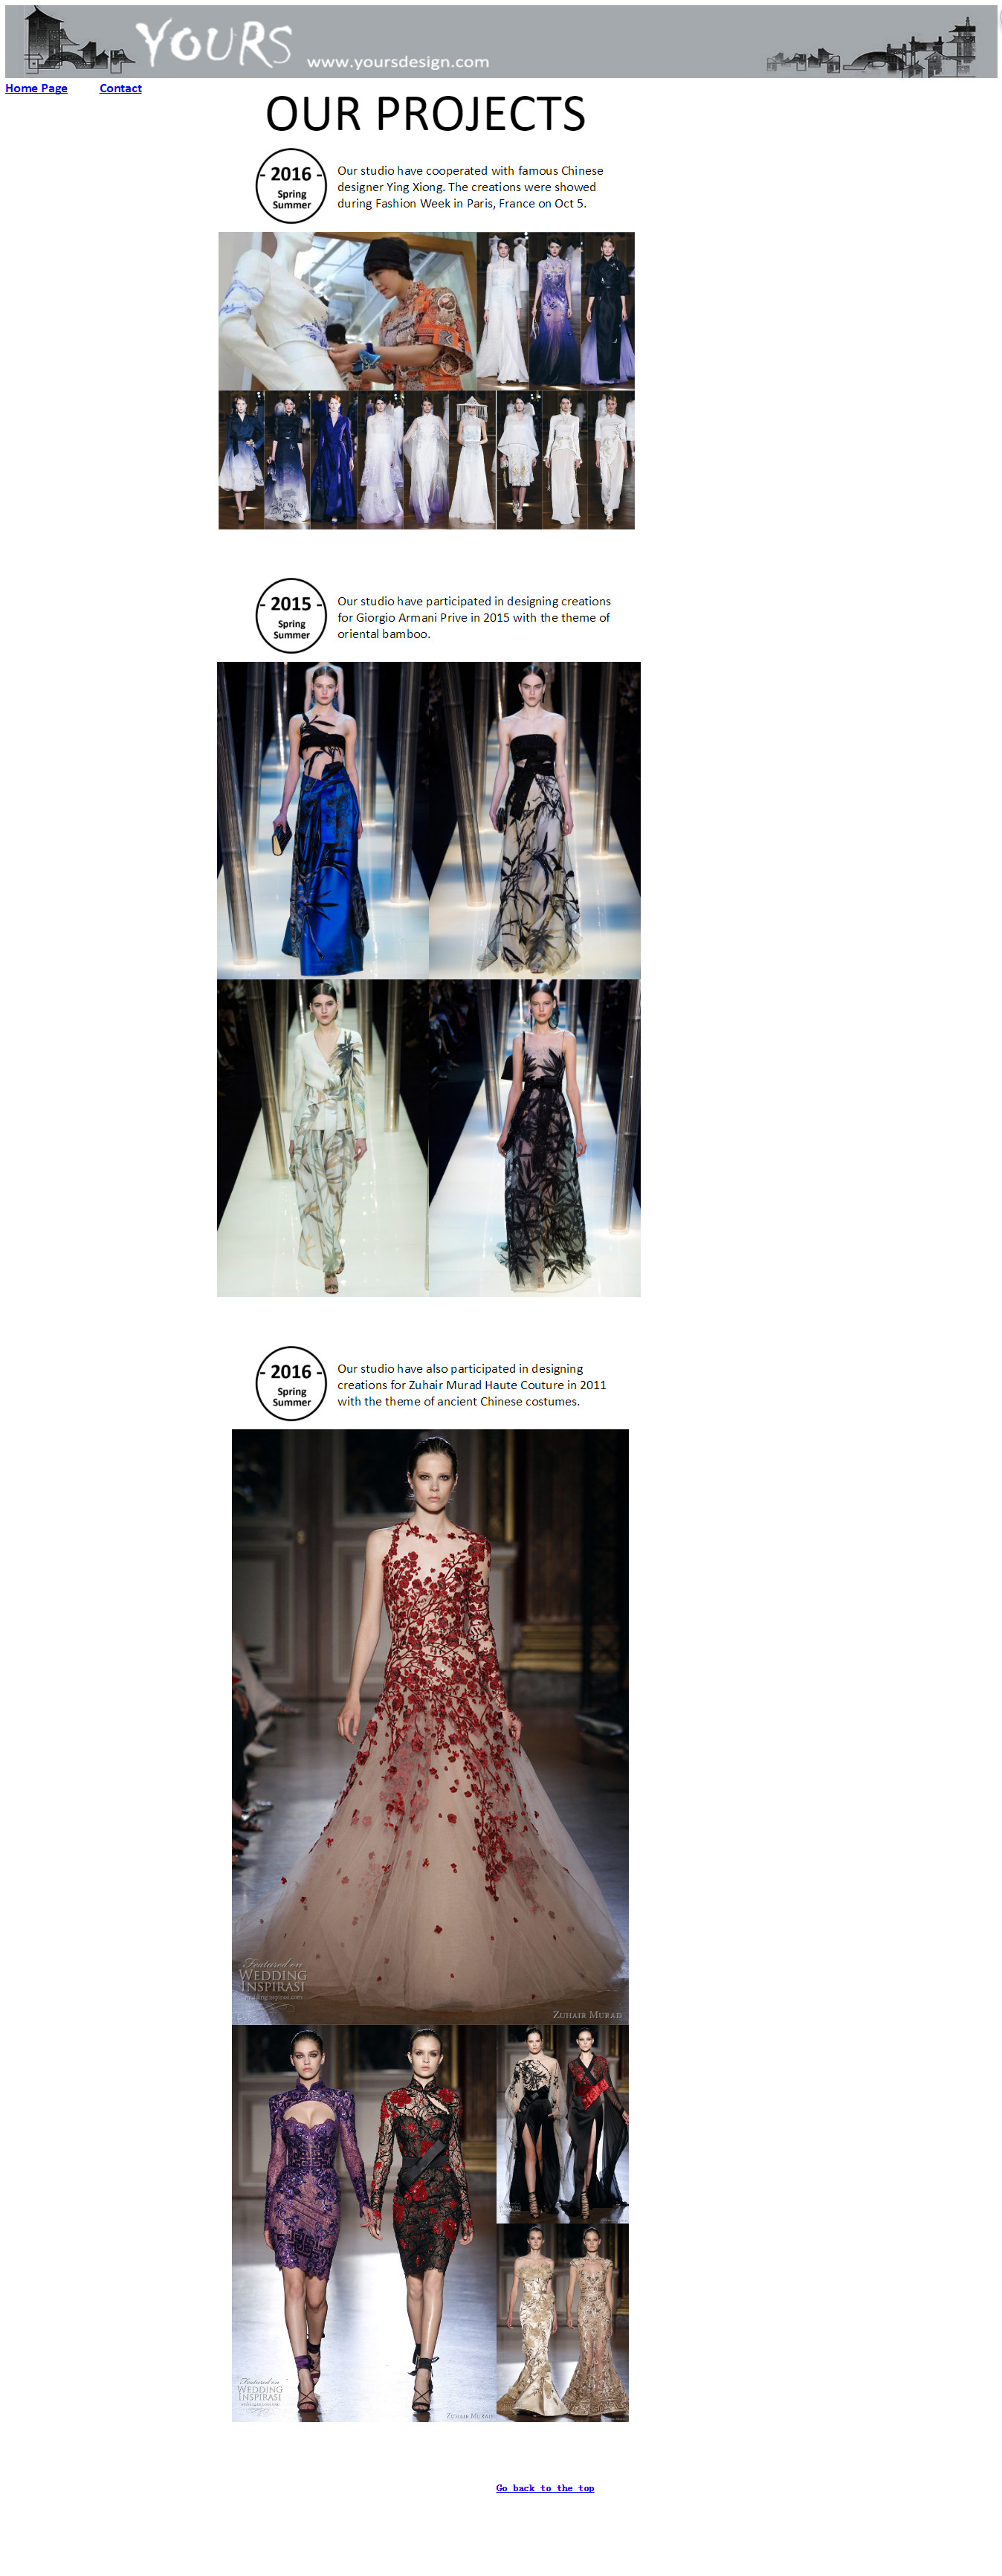 YOURS www.yoursdesign.com
Home Page Contact
OUR PROJECTS
- 2016 -
Spring
Summer
Our studio have cooperated with famous Chinese
designer Ying Xiong. The creations were showed
during Fashion Week in Paris, France on Oct 5.
- 2015 -
Spring
Summer
Our studio have participated in designing creations
for Giorgio Armani Prive in 2015 with the theme of
oriental bamboo.
- 2016 -
Spring
Summer
Our studio have also participated in designing
creations for Zuhair Murad Haute Couture in 2011
with the theme of ancient Chinese costumes.
Featured on
WEDDING
INSPIRASI
weddinginspirasi.com
ZUHAIR MURAD
Featured on
WEDDING
INSPIRASI
weddinginspirasi.com
ZUHAIR MURAD
Go back to the top